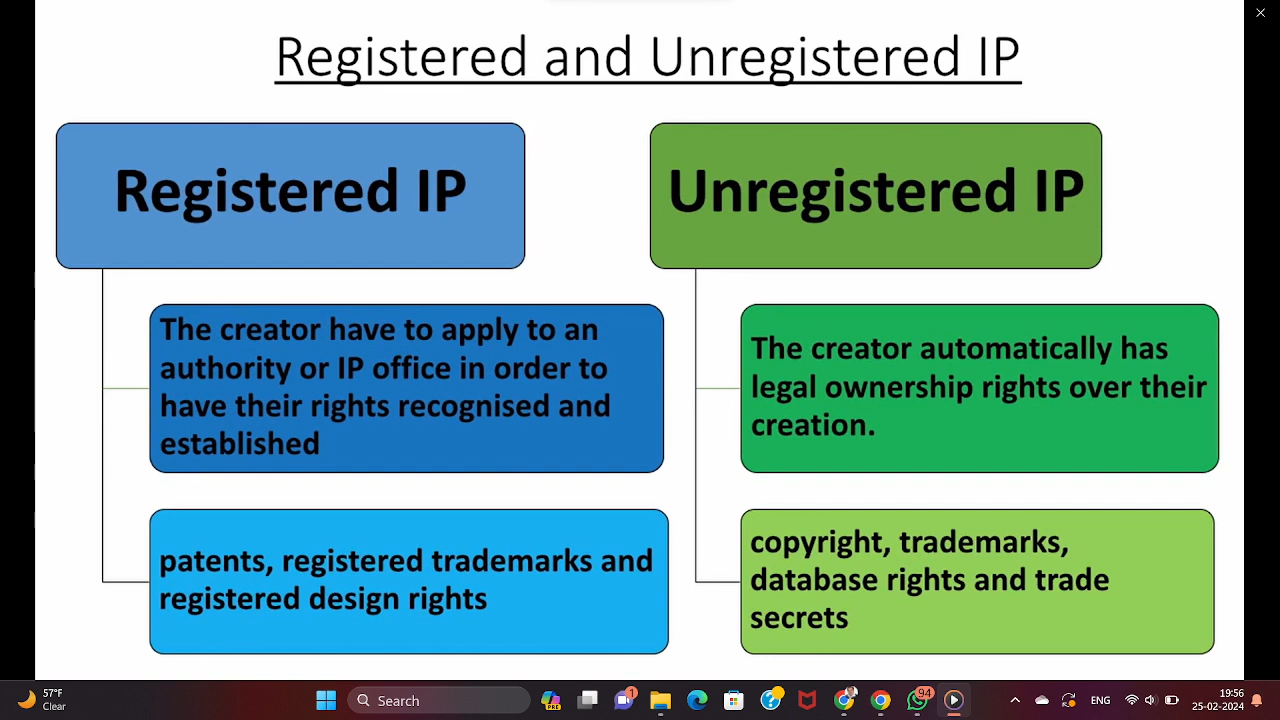 Registered and Unregistered IP
Registered IP
The creator have to apply to an
authority or IP office in order to
have their rights recognised and
established
patents, registered trademarks and
registered design rights
Unregistered IP
The creator automatically has
legal ownership rights over their
creation.
copyright, trademarks,
database rights and trade
secrets
57°F
Clear
Search
PRE
1
94
ENG
19:56
25-02-2024